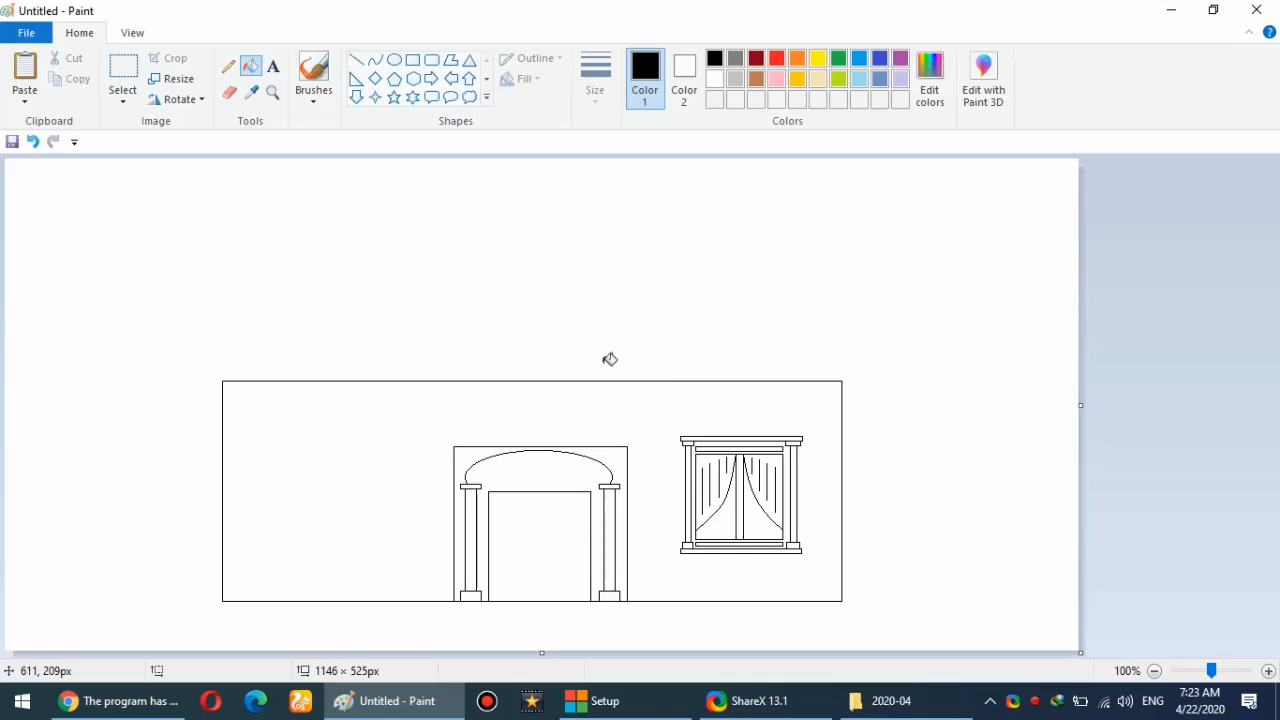 Untitled - Paint
File Home View
Paste
Cut
Copy
Clipboard
Select
Crop
Resize
Rotate
Image
A
Tools
Brushes
Shapes
Outline
Fill
Size
Color 1
Color 2
Colors
Edit colors
Edit with Paint 3D
611, 209px
1146 × 525px
100%
The program has ...
Untitled - Paint
Setup
ShareX 13.1
2020-04
ENG
7:23 AM
4/22/2020